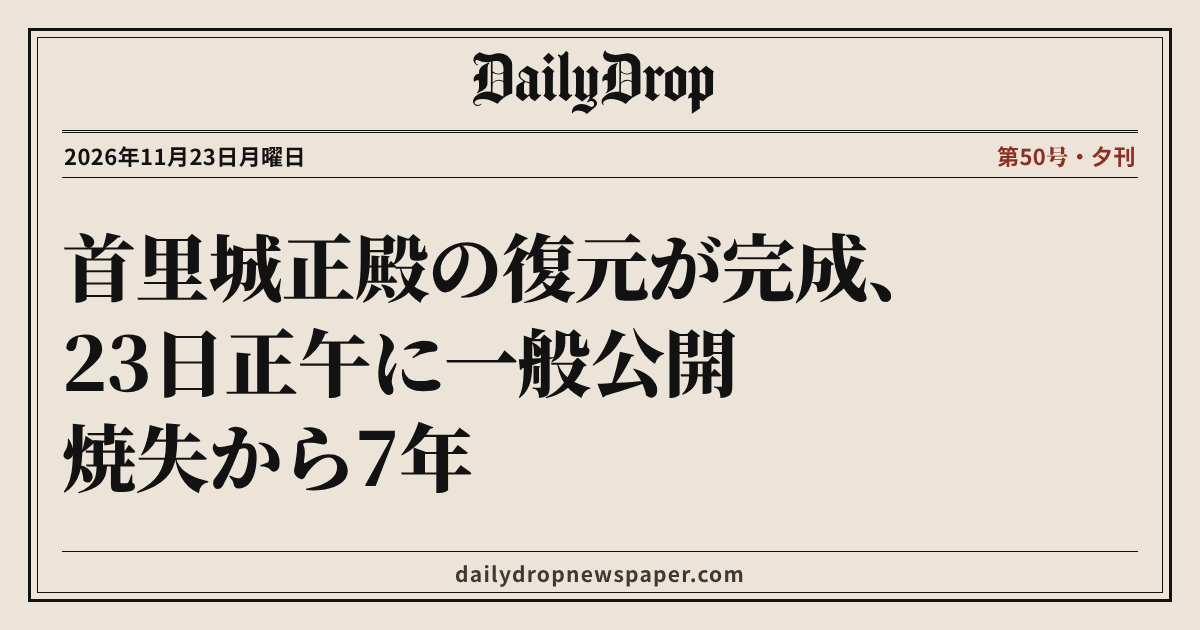 DailyDrop
2026年11月23日月曜日
第50号・夕刊
首里城正殿の復元が完成、
23日正午に一般公開
焼失から7年
dailydropnewspaper.com